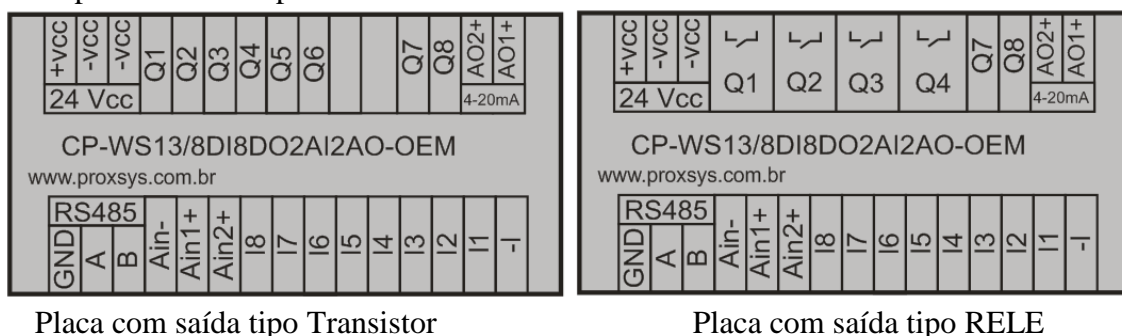 +vcc -vcc -vcc Q1 Q2 Q3 Q4 Q5 Q6 Q7 Q8 AO2+ AO1+
24 Vcc 4-20mA
CP-WS13/8DI8DO2AI2AO-OEM
www.proxsys.com.br
RS485
GND A B Ain- Ain1+ Ain2+ I8 I7 I6 I5 I4 I3 I2 I1 -I
Placa com saída tipo Transistor
+vcc -vcc -vcc Q1 Q2 Q3 Q4 Q7 Q8 AO2+ AO1+
24 Vcc 4-20mA
CP-WS13/8DI8DO2AI2AO-OEM
www.proxsys.com.br
RS485
GND A B Ain- Ain1+ Ain2+ I8 I7 I6 I5 I4 I3 I2 I1 -I
Placa com saída tipo RELE